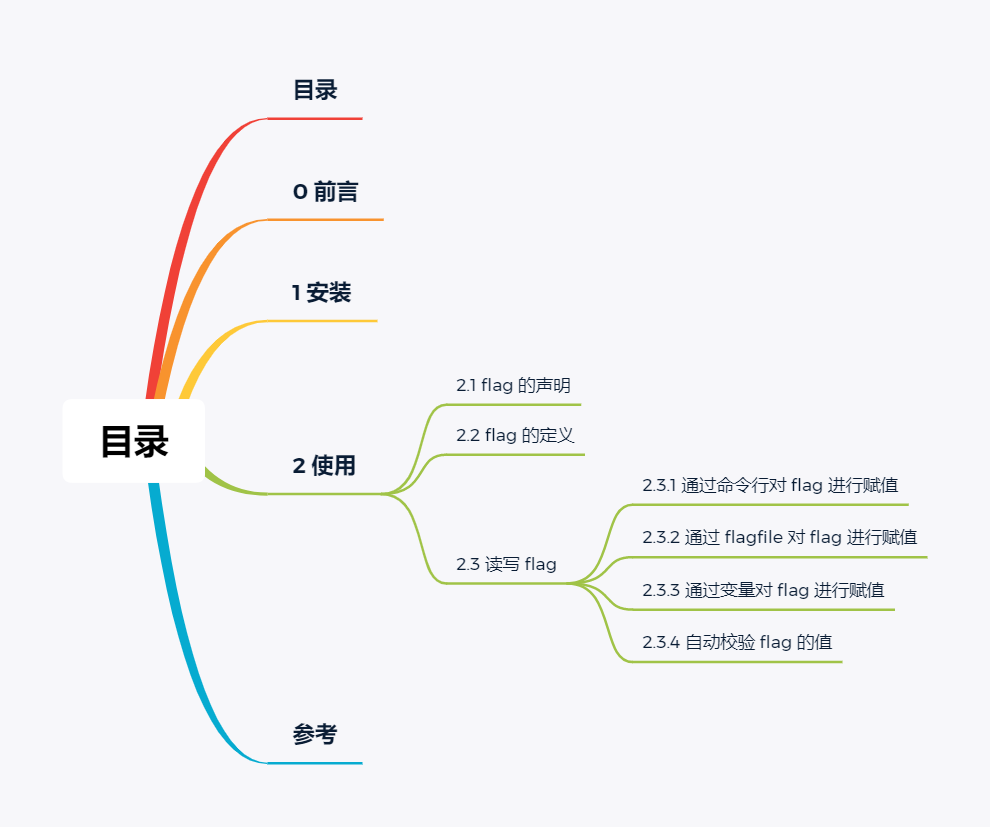 目录
目录
0 前言
1 安装
2 使用
2.1 flag 的声明
2.2 flag 的定义
2.3 读写 flag
2.3.1 通过命令行对 flag 进行赋值
2.3.2 通过 flagfile 对 flag 进行赋值
2.3.3 通过变量对 flag 进行赋值
2.3.4 自动校验 flag 的值
参考